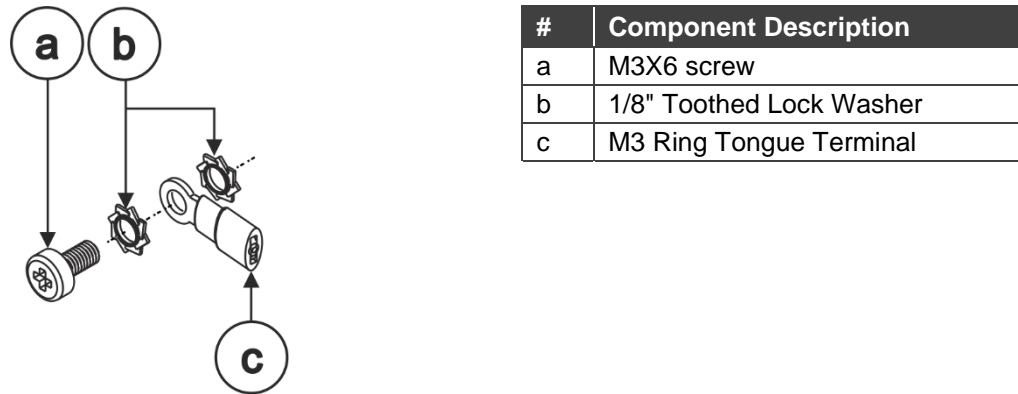 a b
c
# Component Description
a M3X6 screw
b 1/8" Toothed Lock Washer
c M3 Ring Tongue Terminal